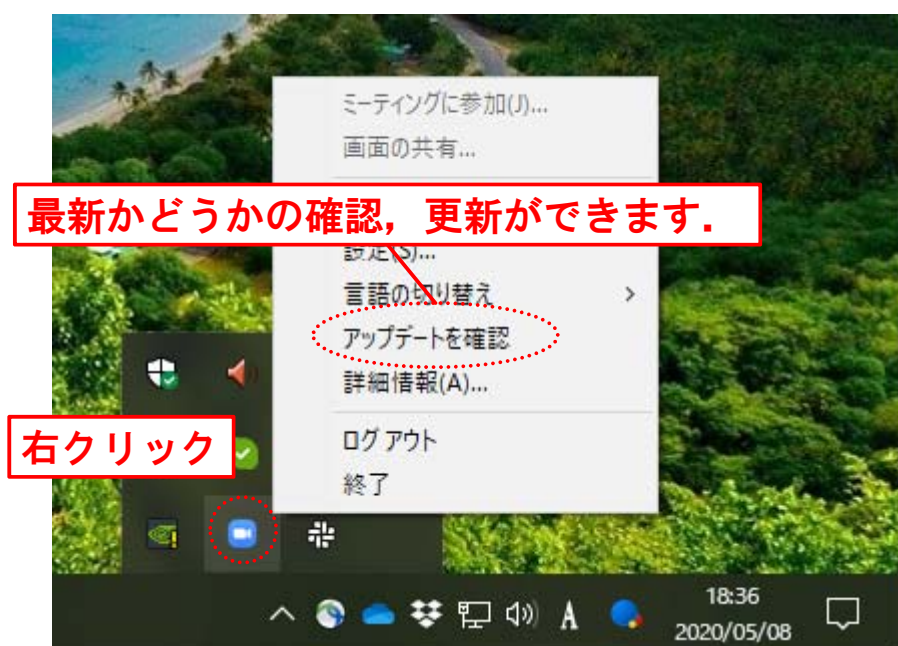 ミーティングに参加(J)...
画面の共有...
最新かどうかの確認，更新ができます．
設定(S)...
言語の切り替え
アップデートを確認
詳細情報(A)...
右クリック
ログ アウト
終了
A
18:36
2020/05/08